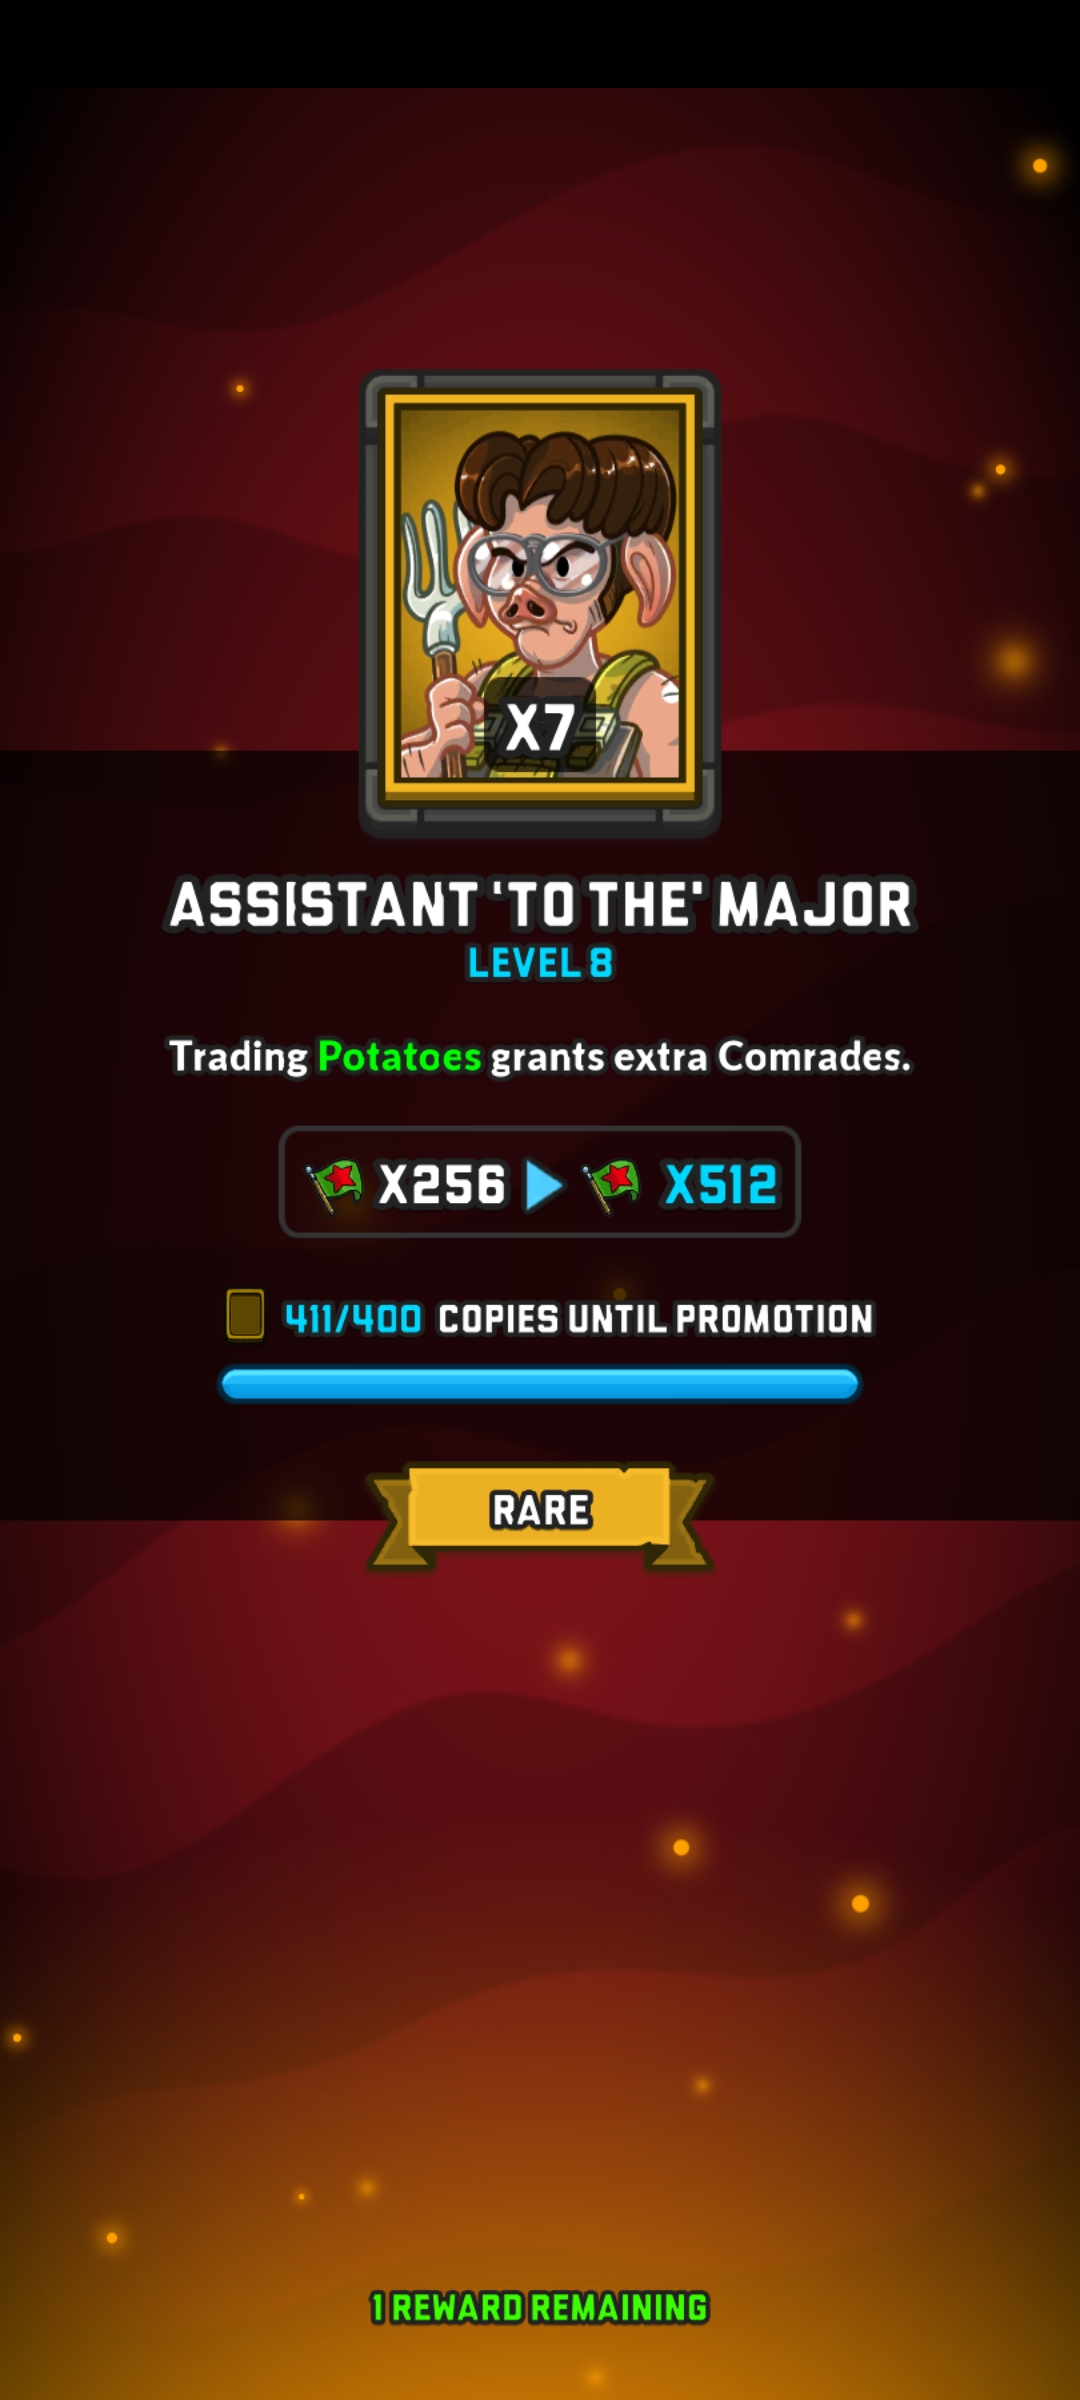 X7
ASSISTANT 'TO THE' MAJOR
LEVEL 8
Trading Potatoes grants extra Comrades.
X256 X512
411/400 COPIES UNTIL PROMOTION
RARE
1 REWARD REMAINING